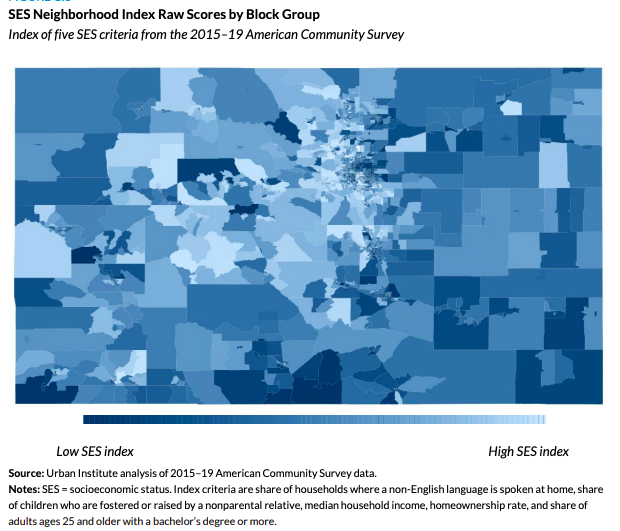 SES Neighborhood Index Raw Scores by Block Group
Index of five SES criteria from the 2015–19 American Community Survey
Low SES index
High SES index
Source: Urban Institute analysis of 2015–19 American Community Survey data.
Notes: SES = socioeconomic status. Index criteria are share of households where a non-English language is spoken at home, share
of children who are fostered or raised by a nonparental relative, median household income, homeownership rate, and share of
adults ages 25 and older with a bachelor's degree or more.